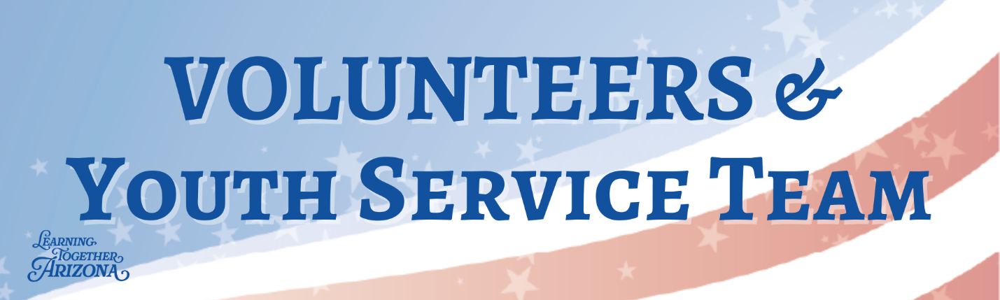 VOLUNTEERS &
YOUTH SERVICE TEAM
LEARNING
TOGETHER
ARIZONA